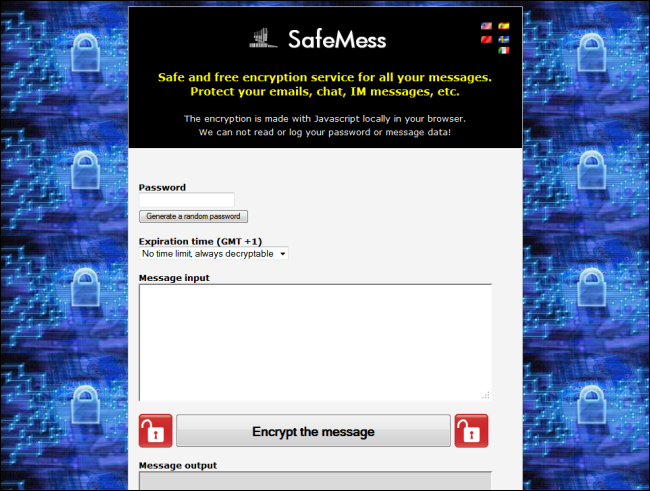 SafeMess
Safe and free encryption service for all your messages.
Protect your emails, chat, IM messages, etc.
The encryption is made with Javascript locally in your browser.
We can not read or log your password or message data!
Password
Generate a random password
Expiration time (GMT +1)
No time limit, always decryptable
Message input
Encrypt the message
Message output